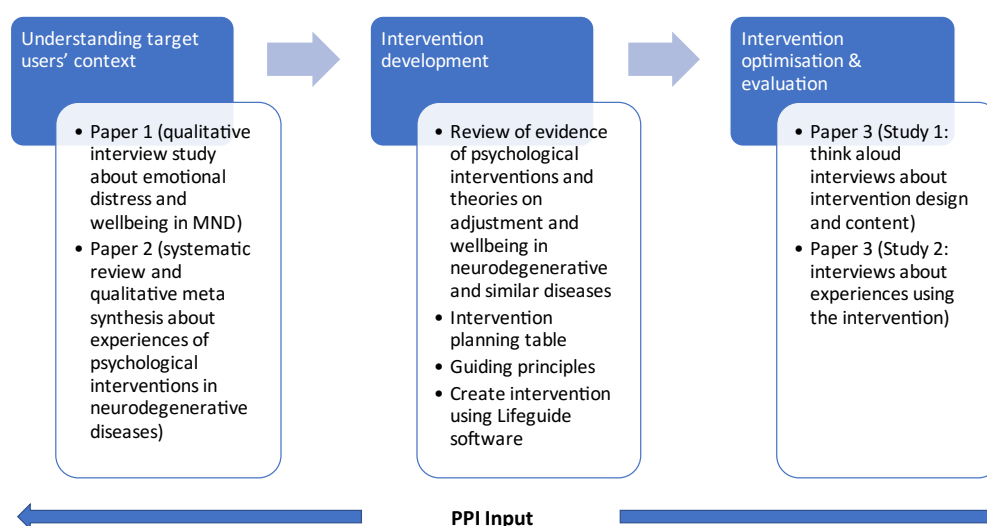 Understanding target
users' context
• Paper 1 (qualitative
interview study
about emotional
distress and
wellbeing in MND)
• Paper 2 (systematic
review and
qualitative meta
synthesis about
experiences of
psychological
interventions in
neurodegenerative
diseases)
Intervention
development
• Review of evidence
of psychological
interventions and
theories on
adjustment and
wellbeing in
neurodegenerative
and similar diseases
• Intervention
planning table
• Guiding principles
• Create intervention
using Lifeguide
software
Intervention
optimisation &
evaluation
• Paper 3 (Study 1:
think aloud
interviews about
intervention design
and content)
• Paper 3 (Study 2:
interviews about
experiences using
the intervention)
PPI Input